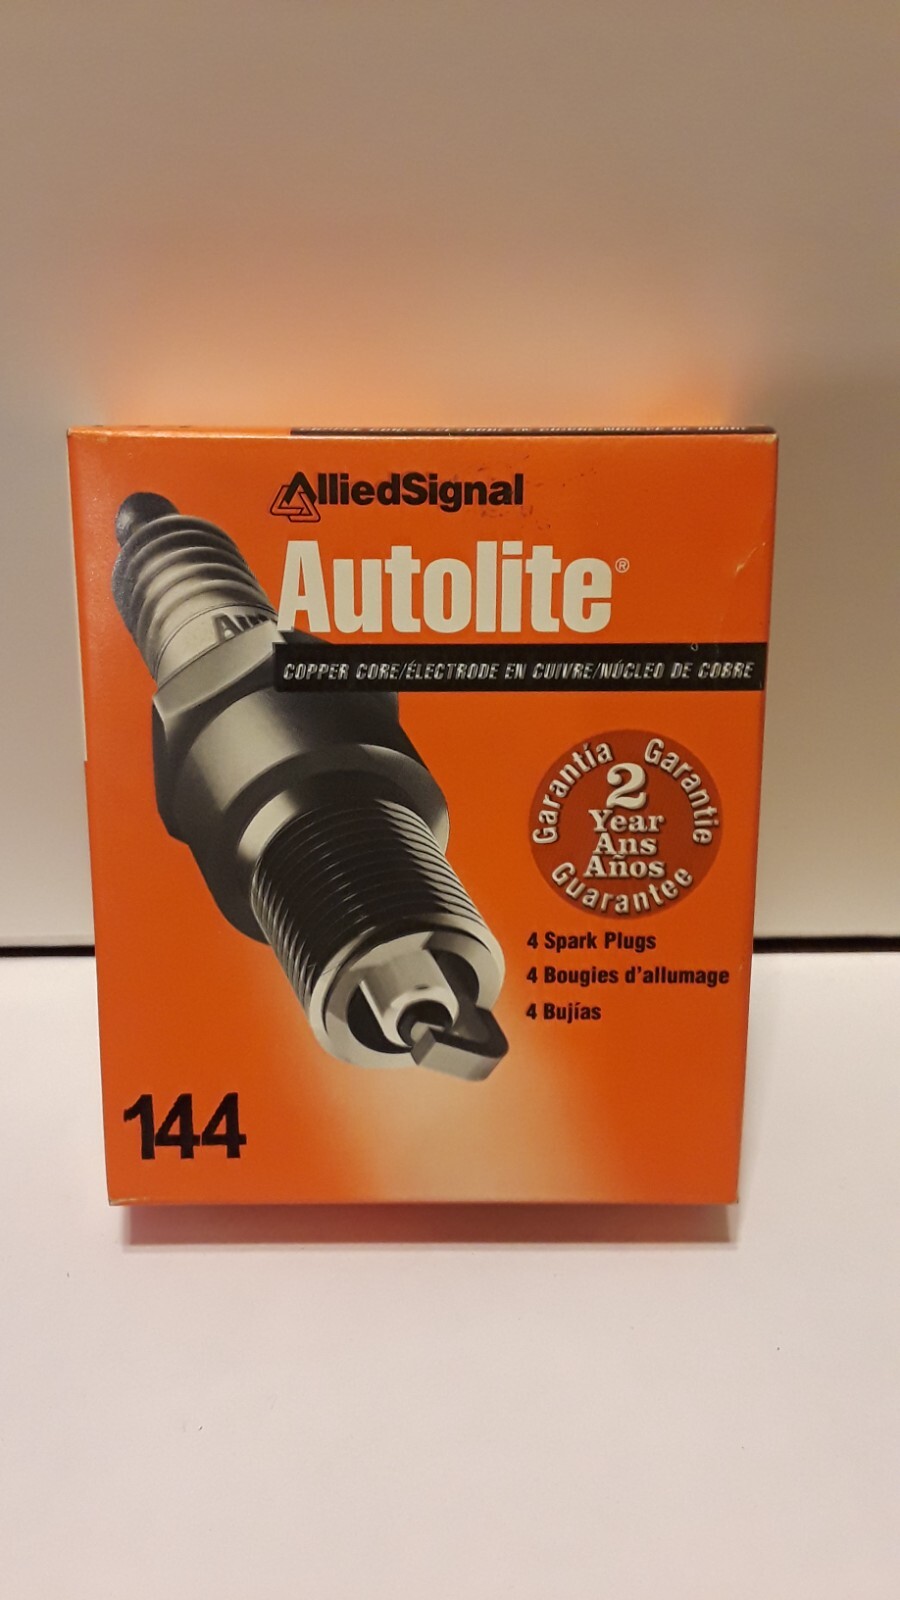 AlliedSignal
Autolite®
COPPER CORE/ÉLECTRODE EN CUIVRE/NÚCLEO DE COBRE
Garantía Garantie
2
Year
Ans
Años
Guarantee
4 Spark Plugs
4 Bougies d'allumage
4 Bujías
144